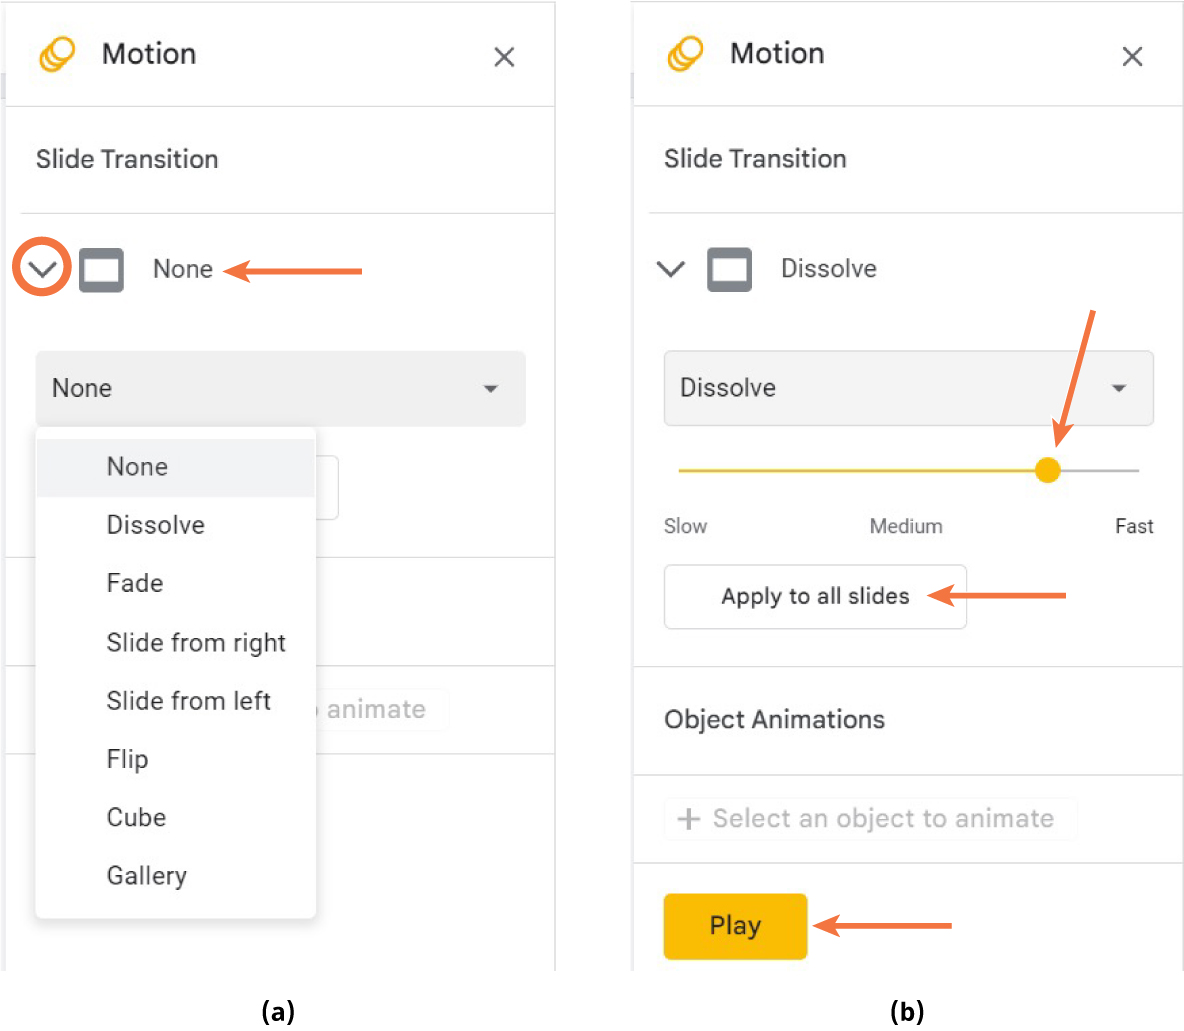 Motion
Slide Transition
None
None
None
Dissolve
Fade
Slide from right
Slide from left
animate
Flip
Cube
Gallery
(a)
Motion
Slide Transition
Dissolve
Dissolve
Slow Medium Fast
Apply to all slides
Object Animations
+ Select an object to animate
Play
(b)